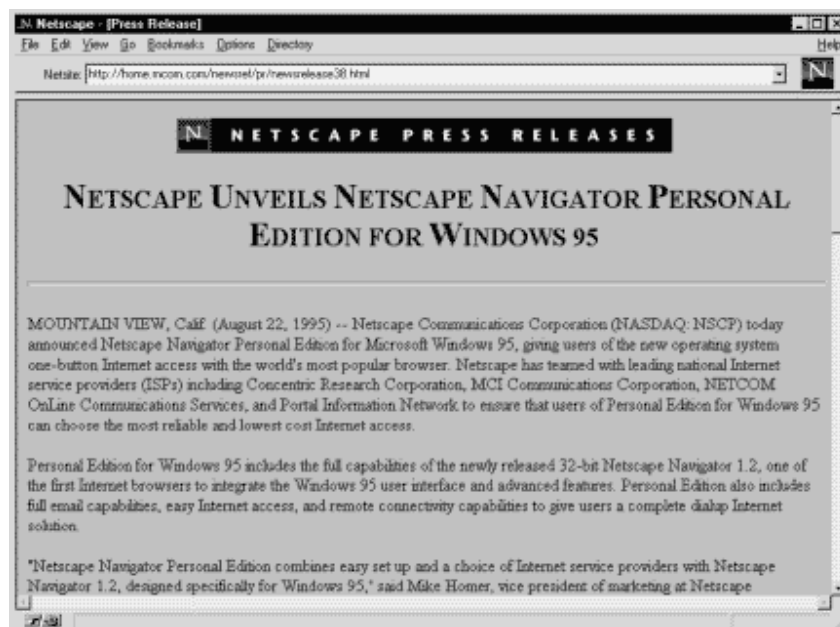 Netscape - [Press Release]
File Edit View Go Bookmarks Options Directory Help
Netsite: http://home.mcom.com/newsref/pr/newsrelease38.html
N
N NETSCAPE PRESS RELEASES
NETSCAPE UNVEILS NETSCAPE NAVIGATOR PERSONAL
EDITION FOR WINDOWS 95
MOUNTAIN VIEW, Calif. (August 22, 1995) -- Netscape Communications Corporation (NASDAQ: NSCP) today
announced Netscape Navigator Personal Edition for Microsoft Windows 95, giving users of the new operating system
one-button Internet access with the world's most popular browser. Netscape has teamed with leading national Internet
service providers (ISPs) including Concentric Research Corporation, MCI Communications Corporation, NETCOM
OnLine Communications Services, and Portal Information Network to ensure that users of Personal Edition for Windows 95
can choose the most reliable and lowest cost Internet access.
Personal Edition for Windows 95 includes the full capabilities of the newly released 32-bit Netscape Navigator 1.2, one of
the first Internet browsers to integrate the Windows 95 user interface and advanced features. Personal Edition also includes
full email capabilities, easy Internet access, and remote connectivity capabilities to give users a complete dialup Internet
solution.
"Netscape Navigator Personal Edition combines easy set up and a choice of Internet service providers with Netscape
Navigator 1.2, designed specifically for Windows 95," said Mike Homer, vice president of marketing at Netscape